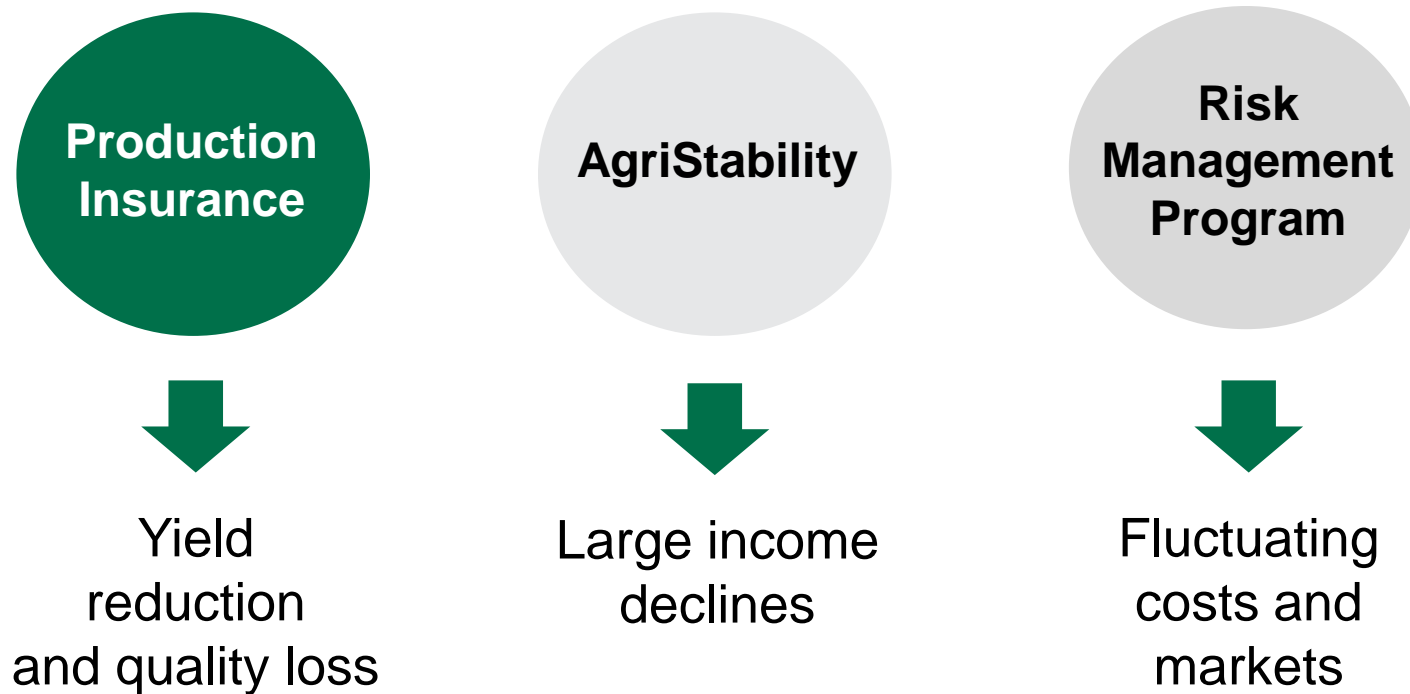 Production
Insurance
AgriStability
Risk
Management
Program
Yield
reduction
and quality loss
Large income
declines
Fluctuating
costs and
markets